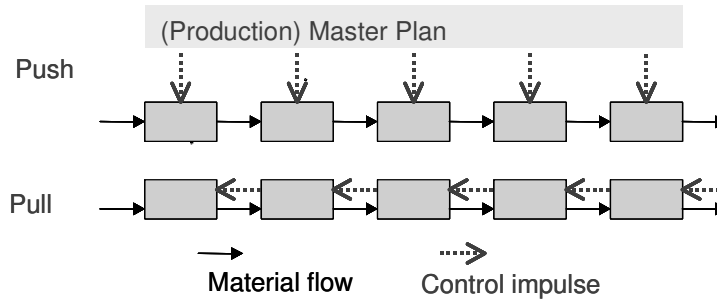 (Production) Master Plan
Push
Pull
Material flow
Control impulse